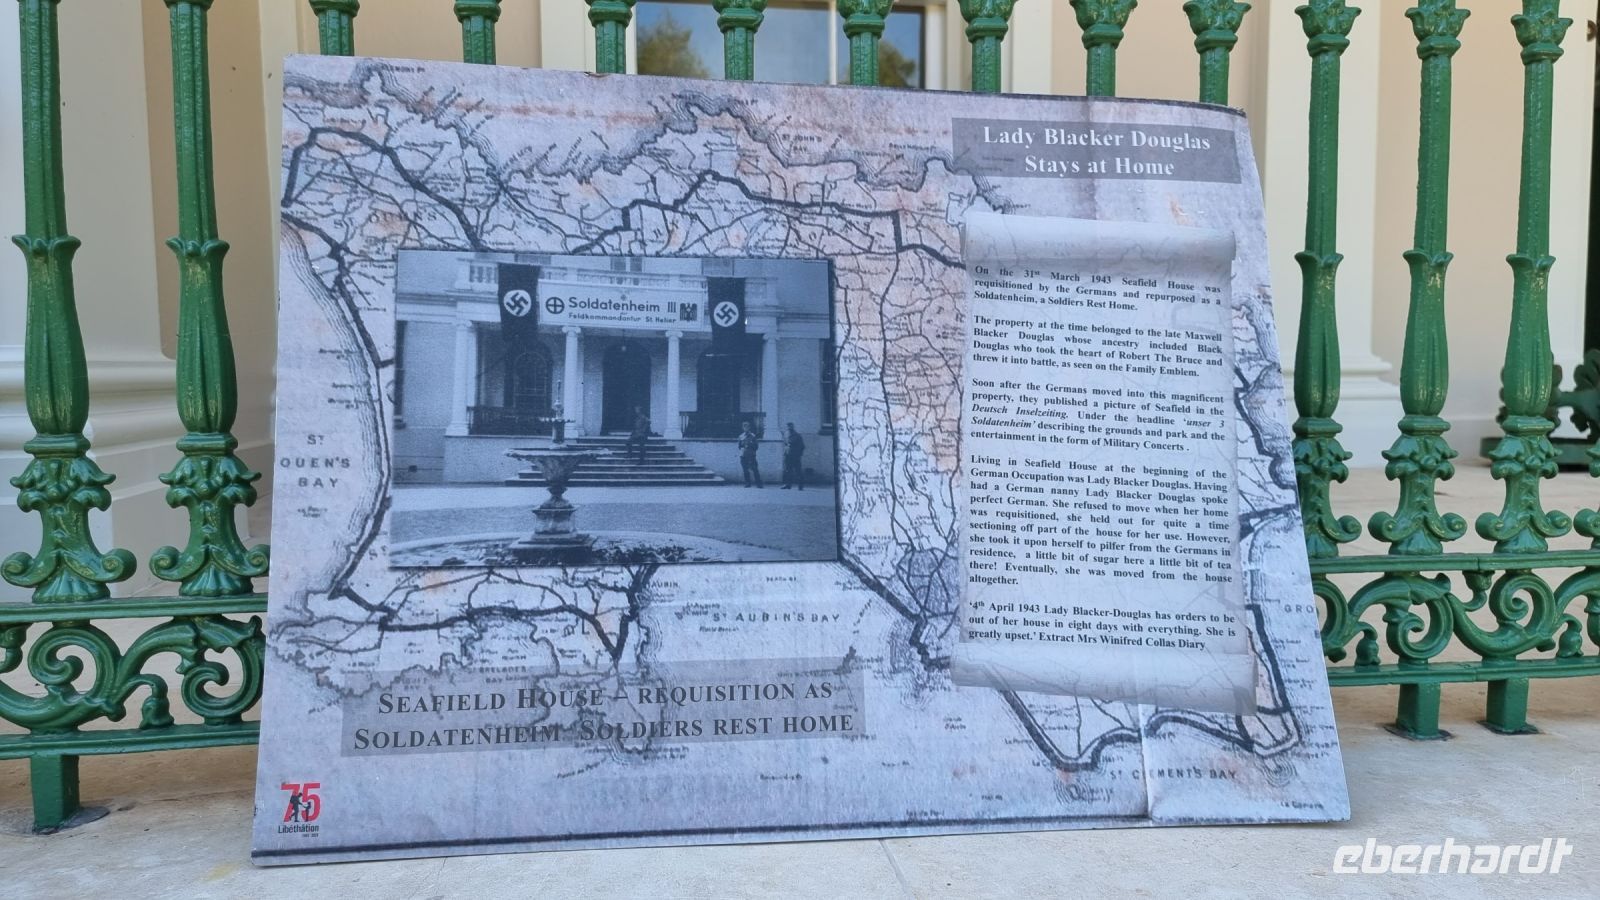 Lady Blacker Douglas
Stays at Home
On the 31st March 1943 Seafield House was
requisitioned by the Germans and repurposed as a
Soldatenheim, a Soldiers Rest Home.
The property at the time belonged to the late Maxwell
Blacker Douglas whose ancestry included Black
Douglas who took the heart of Robert The Bruce and
threw it into battle, as seen on the Family Emblem.
Soon after the Germans moved into this magnificent
property, they published a picture of Seafield in the
Deutsch Inselzeiting. Under the headline 'unser 3
Soldatenheim' describing the grounds and park and the
entertainment in the form of Military Concerts .
Living in Seafield House at the beginning of the
German Occupation was Lady Blacker Douglas. Having
had a German nanny Lady Blacker Douglas spoke
perfect German. She refused to move when her home
was requisitioned, she held out for quite a time
sectioning off part of the house for her use. However,
she took it upon herself to pilfer from the Germans in
residence, a little bit of sugar here a little bit of tea
there! Eventually, she was moved from the house
altogether.
'4th April 1943 Lady Blacker-Douglas has orders to be
out of her house in eight days with everything. She is
greatly upset.' Extract Mrs Winifred Collas Diary
Soldatenheim III
Feldkommandantur St. Helier
ST
OUEN'S
BAY
ST AUBIN'S BAY
ST CLEMENT'S BAY
SEAFIELD HOUSE – REQUISITION AS
SOLDATENHEIM SOLDIERS REST HOME
75
Libéthâtion
eberhardt